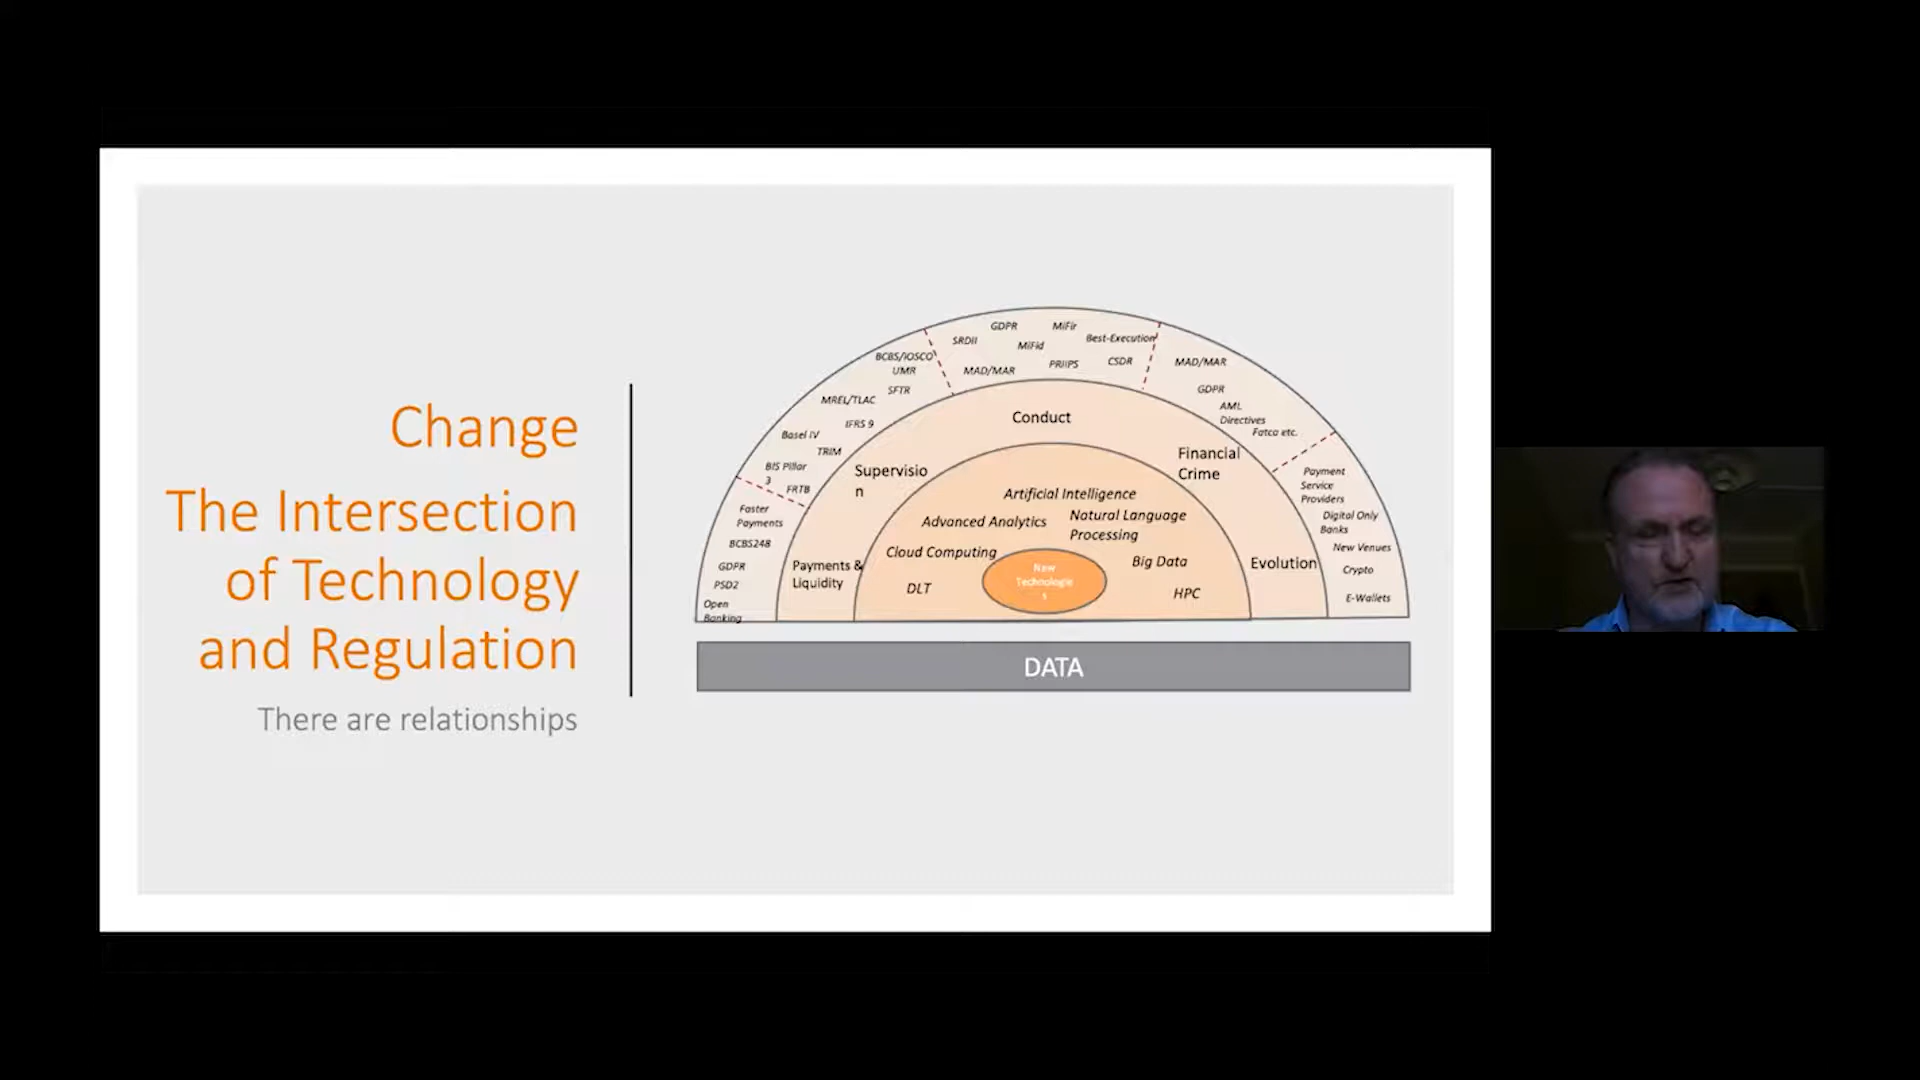 Change
The Intersection
of Technology
and Regulation
There are relationships
GDPR
MiFir
SRDII
MiFid
Best-Execution
MAD/MAR
PRIIPS
CSDR
BCBS/IOSCO
UMR
SFTR
MREL/TLAC
IFRS 9
Basel IV
TRIM
BIS Pillar
3
FRTB
MAD/MAR
GDPR
AML
Directives
Fatca etc.
Faster
Payments
BCBS248
GDPR
PSD2
Open
Banking
Payment
Service
Providers
Digital Only
Banks
New Venues
Crypto
E-Wallets
Conduct
Supervisio
n
Financial
Crime
Payments &
Liquidity
Evolution
Artificial Intelligence
Advanced Analytics
Natural Language
Processing
Cloud Computing
Big Data
DLT
HPC
New
Technologie
s
DATA